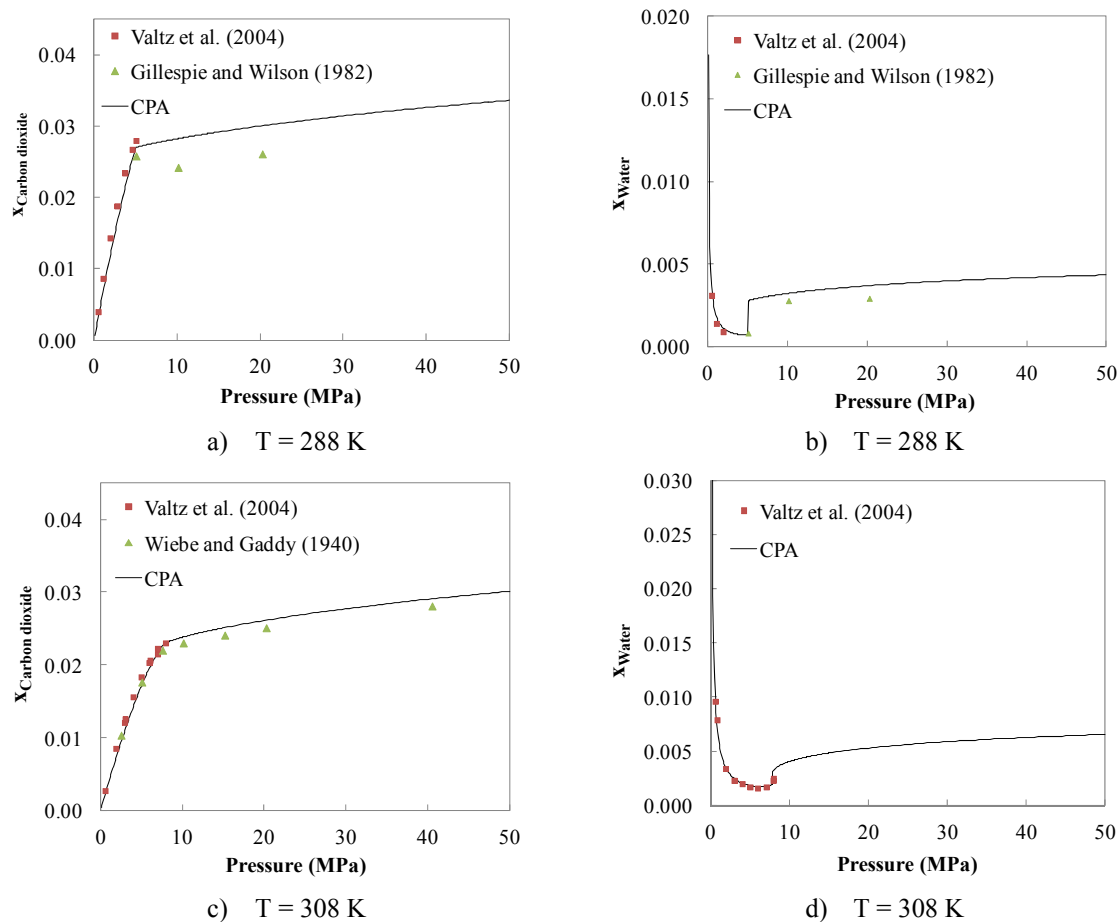 0.04
0.03
0.02
0.01
0.00
xCarbon dioxide
Valtz et al. (2004)
Gillespie and Wilson (1982)
CPA
0 10 20 30 40 50
Pressure (MPa)
a) T = 288 K
0.020
0.015
0.010
0.005
0.000
xWater
Valtz et al. (2004)
Gillespie and Wilson (1982)
CPA
0 10 20 30 40 50
Pressure (MPa)
b) T = 288 K
0.04
0.03
0.02
0.01
0.00
xCarbon dioxide
Valtz et al. (2004)
Wiebe and Gaddy (1940)
CPA
0 10 20 30 40 50
Pressure (MPa)
c) T = 308 K
0.030
0.025
0.020
0.015
0.010
0.005
0.000
xWater
Valtz et al. (2004)
CPA
0 10 20 30 40 50
Pressure (MPa)
d) T = 308 K